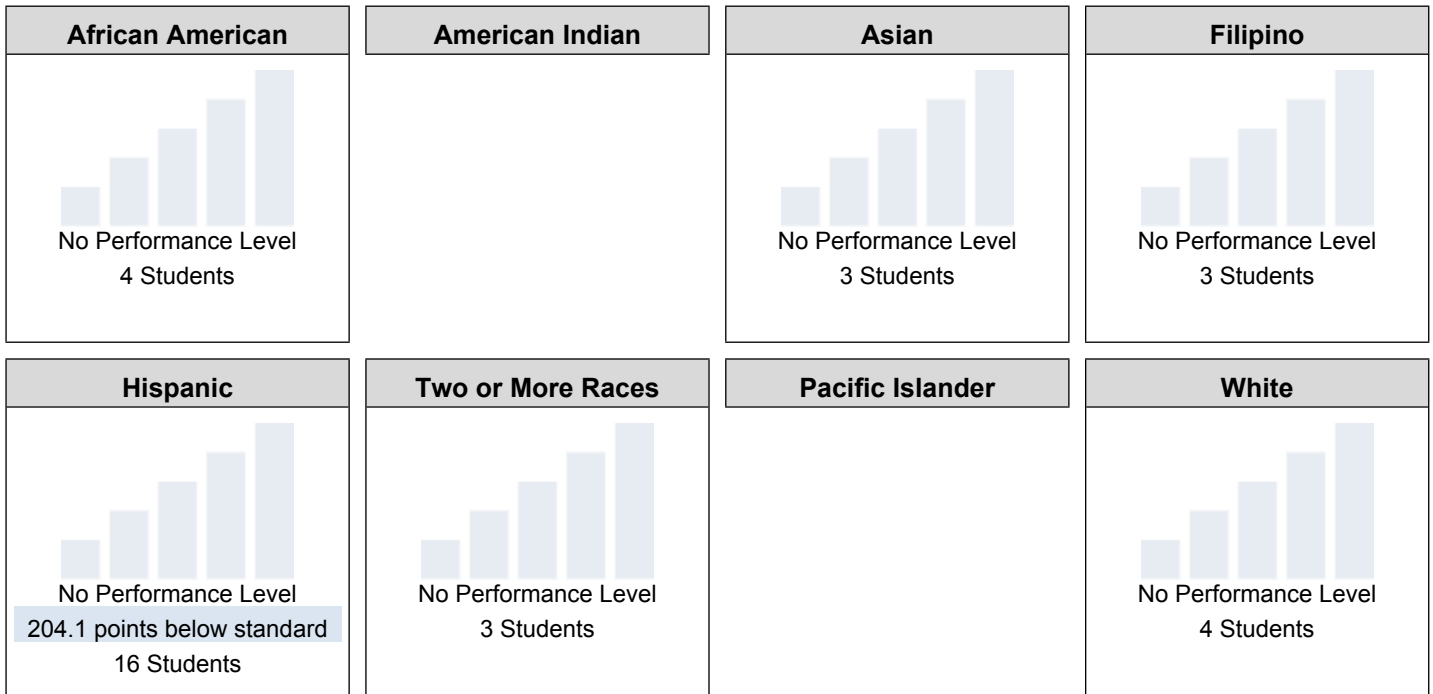 African American
No Performance Level
4 Students
American Indian
Asian
No Performance Level
3 Students
Filipino
No Performance Level
3 Students
Hispanic
No Performance Level
204.1 points below standard
16 Students
Two or More Races
No Performance Level
3 Students
Pacific Islander
White
No Performance Level
4 Students